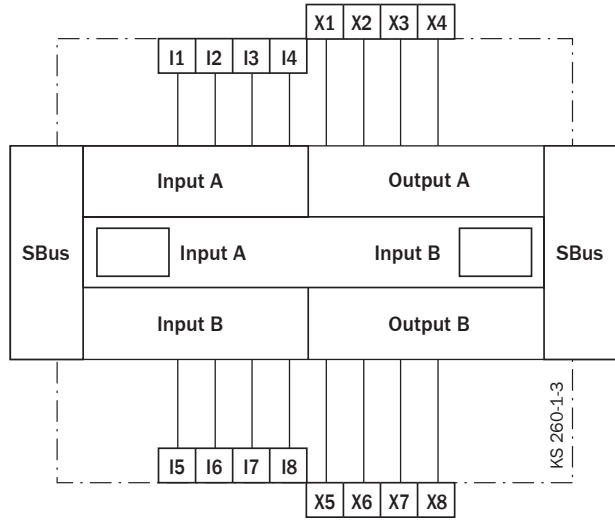 X1 X2 X3 X4
I1 I2 I3 I4
Input A Output A
SBus Input A Input B SBus
Input B Output B
KS 260-1-3
I5 I6 I7 I8
X5 X6 X7 X8